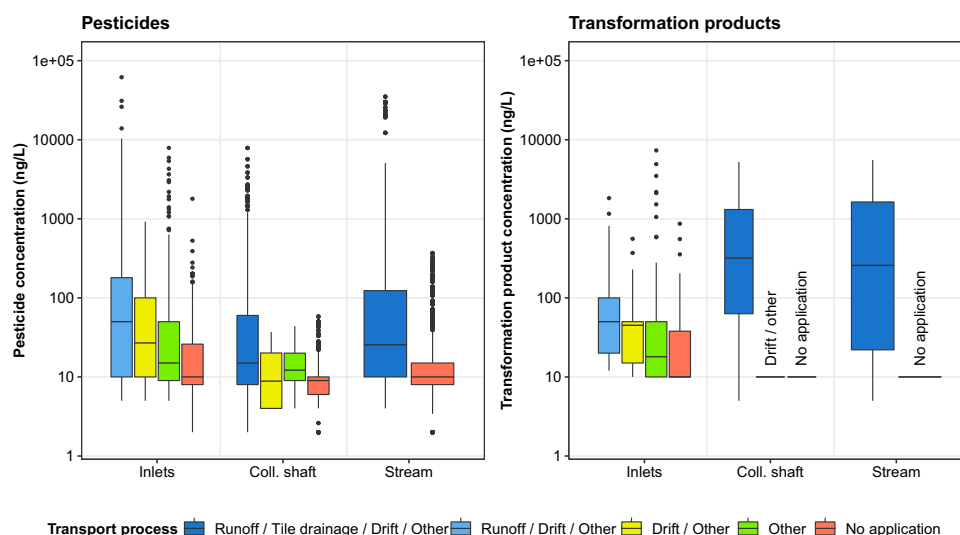 Pesticides
Transformation products
Pesticide concentration (ng/L)
1e+05
10000
1000
100
10
1
Inlets
Coll. shaft
Stream
Transformation product concentration (ng/L)
1e+05
10000
1000
100
10
1
Drift / other
No application
No application
Inlets
Coll. shaft
Stream
Transport process Runoff / Tile drainage / Drift / Other Runoff / Drift / Other Drift / Other Other No application